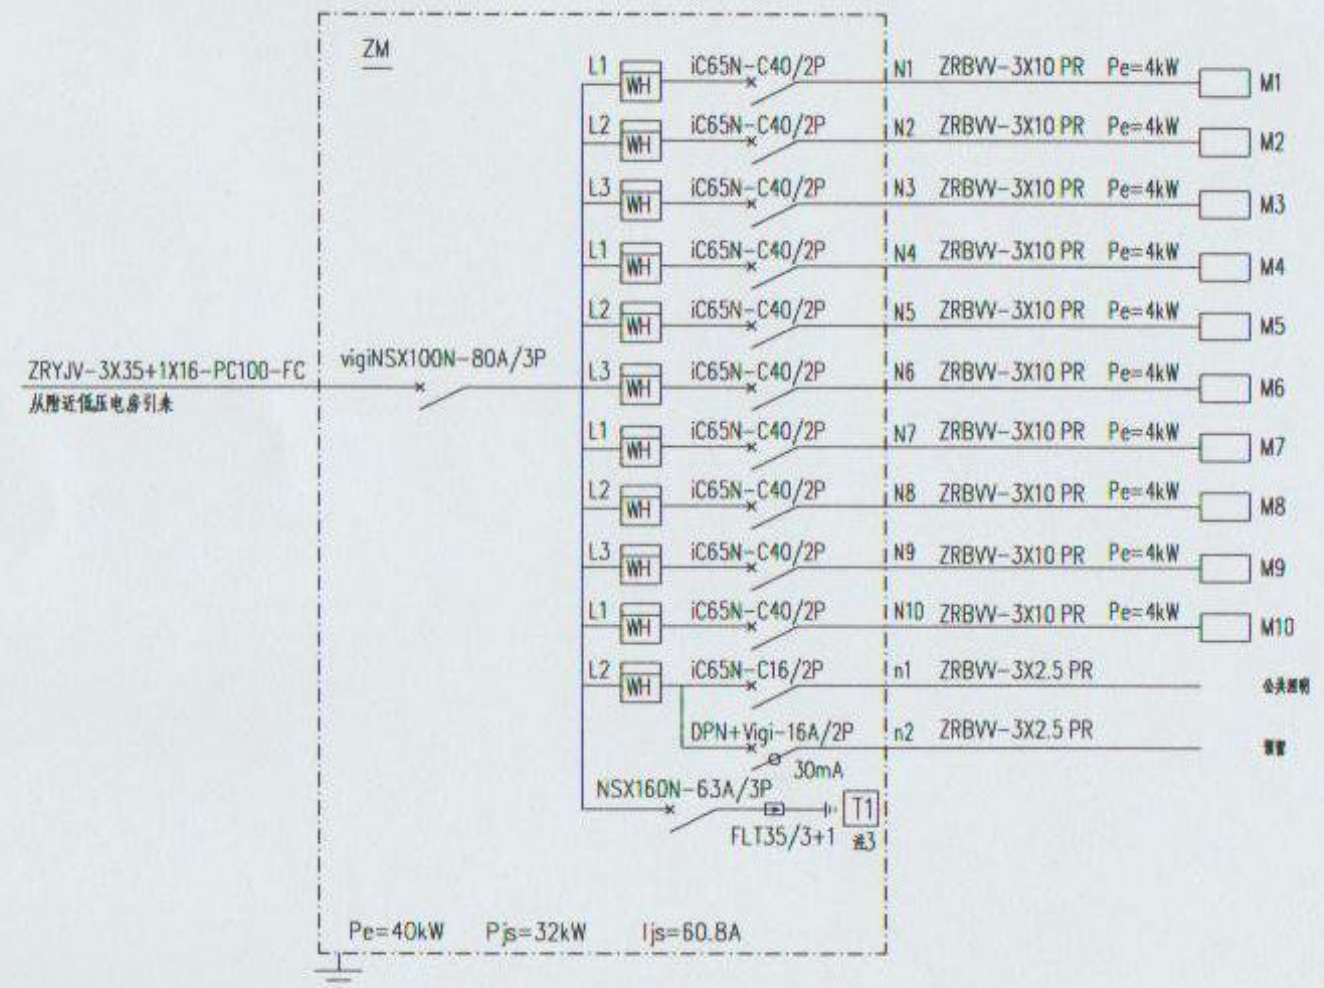 ZM
L1 WH iC65N-C40/2P N1 ZRBVV-3X10 PR Pe=4kW M1
L2 WH iC65N-C40/2P N2 ZRBVV-3X10 PR Pe=4kW M2
L3 WH iC65N-C40/2P N3 ZRBVV-3X10 PR Pe=4kW M3
L1 WH iC65N-C40/2P N4 ZRBVV-3X10 PR Pe=4kW M4
L2 WH iC65N-C40/2P N5 ZRBVV-3X10 PR Pe=4kW M5
ZRYJV-3X35+1X16-PC100-FC
从附近低压电房引来
vigiNSX100N-80A/3P
L3 WH iC65N-C40/2P N6 ZRBVV-3X10 PR Pe=4kW M6
L1 WH iC65N-C40/2P N7 ZRBVV-3X10 PR Pe=4kW M7
L2 WH iC65N-C40/2P N8 ZRBVV-3X10 PR Pe=4kW M8
L3 WH iC65N-C40/2P N9 ZRBVV-3X10 PR Pe=4kW M9
L1 WH iC65N-C40/2P N10 ZRBVV-3X10 PR Pe=4kW M10
L2 WH iC65N-C16/2P n1 ZRBVV-3X2.5 PR 公共照明
DPN+Vigi-16A/2P n2 ZRBVV-3X2.5 PR
30mA
NSX160N-63A/3P
T1
FLT35/3+1 注3
Pe=40kW Pjs=32kW Ijs=60.8A